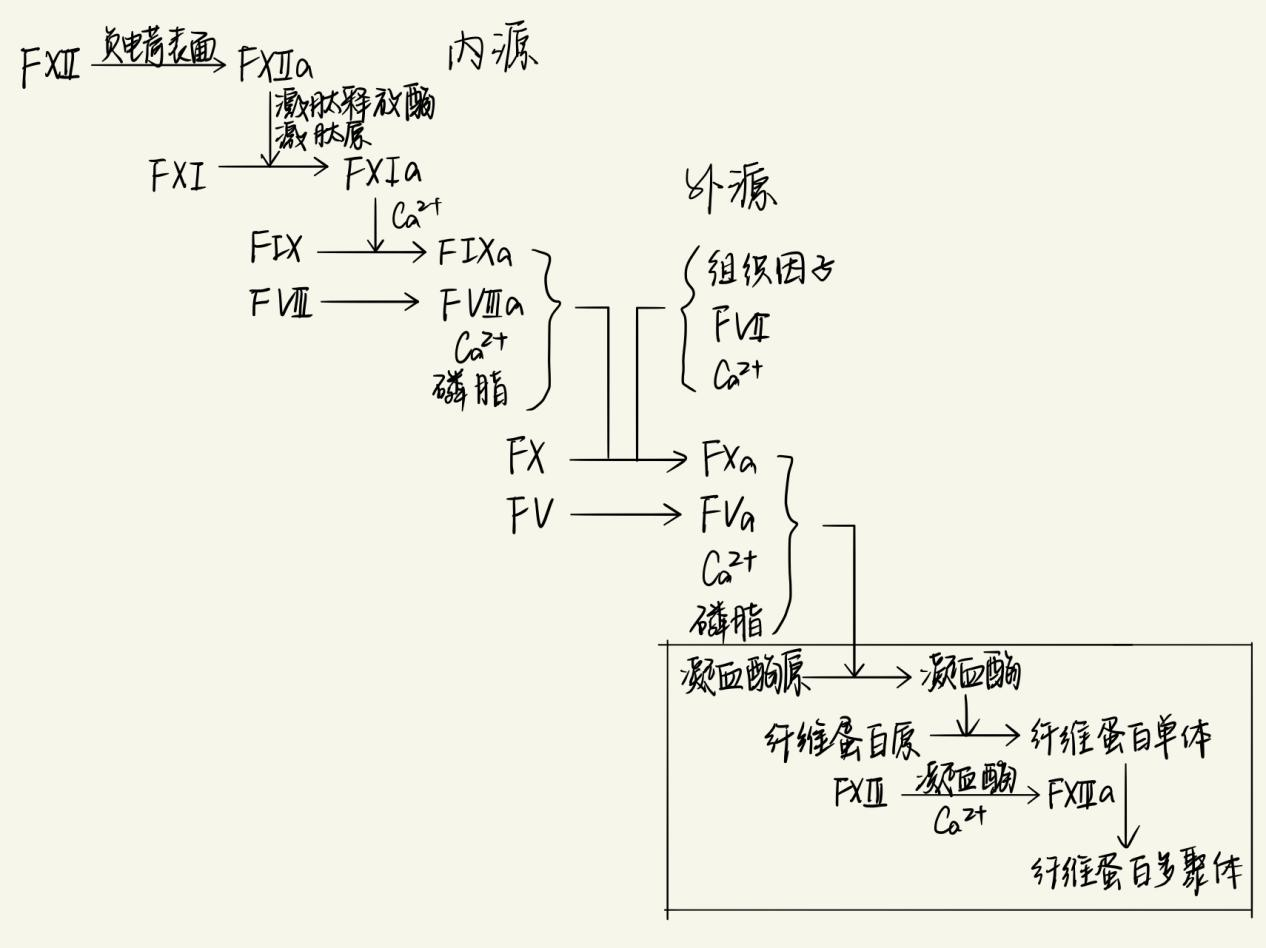 FXII 负电荷表面 FXIIa 内源
激肽释放酶
激肽原
FXI FXIa 外源
Ca²⁺
FIX FIXa 组织因子
FVIII FVIIIa FVII
Ca²⁺ Ca²⁺
磷脂
FX FXa
FV FVa
Ca²⁺
磷脂
凝血酶原 凝血酶
纤维蛋白原 纤维蛋白单体
FXIII 凝血酶 FXIIIa
Ca²⁺
纤维蛋白多聚体